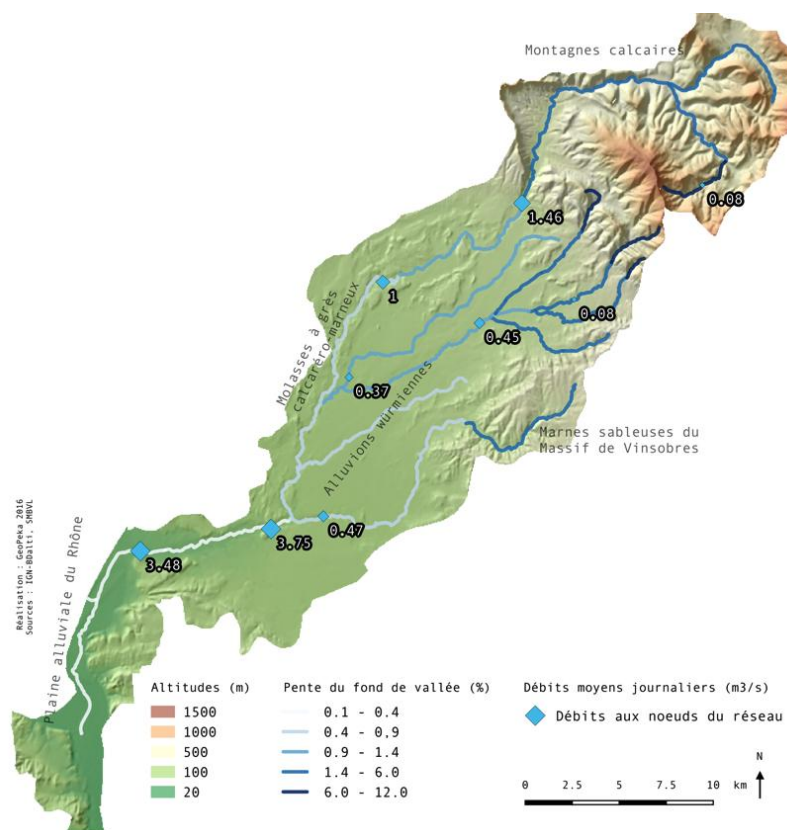 Montagnes calcaires
0.08
1.46
1
Molasses à grès
calcaréro-marneux
0.08
0.45
0.37
Alluvions würmiennes
Marnes sableuses du
Massif de Vinsobres
0.47
3.75
3.48
Plaine alluviale du Rhône
Réalisation : GeoPeka 2016
Sources : IGN-BDalti, SMBVL
Altitudes (m)
1500
1000
500
100
20
Pente du fond de vallée (%)
0.1 - 0.4
0.4 - 0.9
0.9 - 1.4
1.4 - 6.0
6.0 - 12.0
Débits moyens journaliers (m3/s)
Débits aux noeuds du réseau
N
0 2.5 5 7.5 10 km